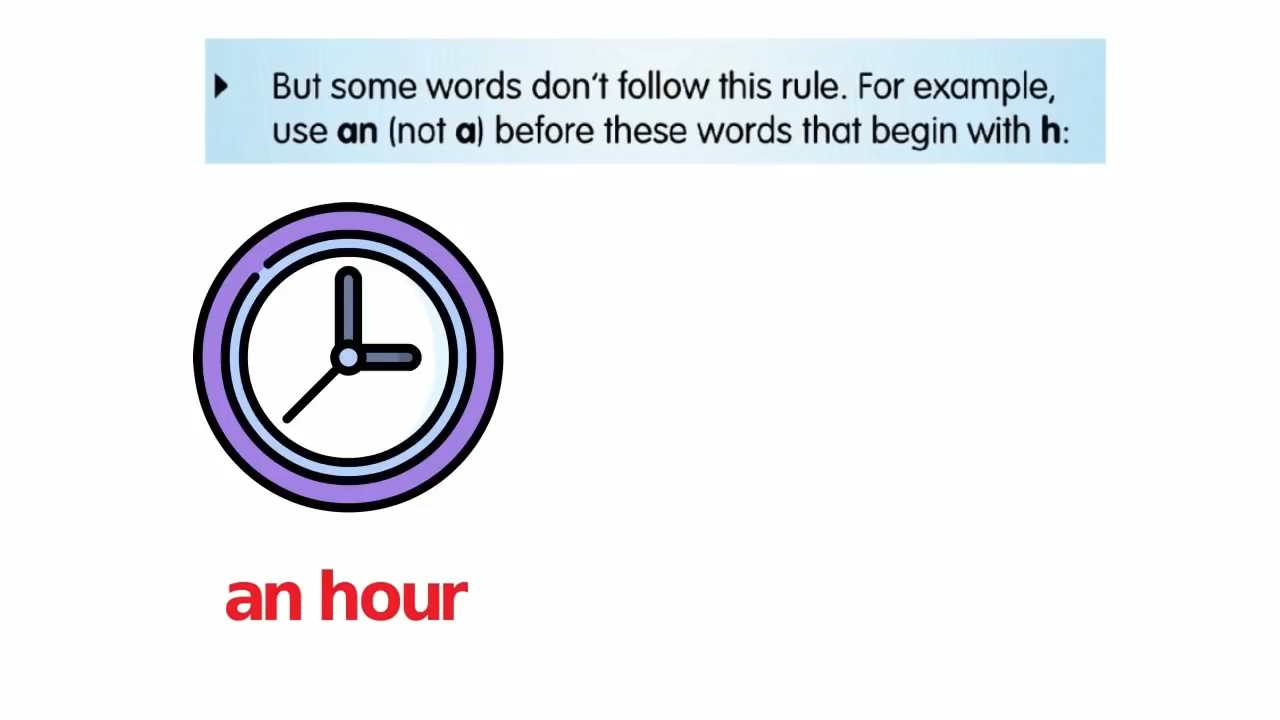 But some words don't follow this rule. For example,
use an (not a) before these words that begin with h:
an hour